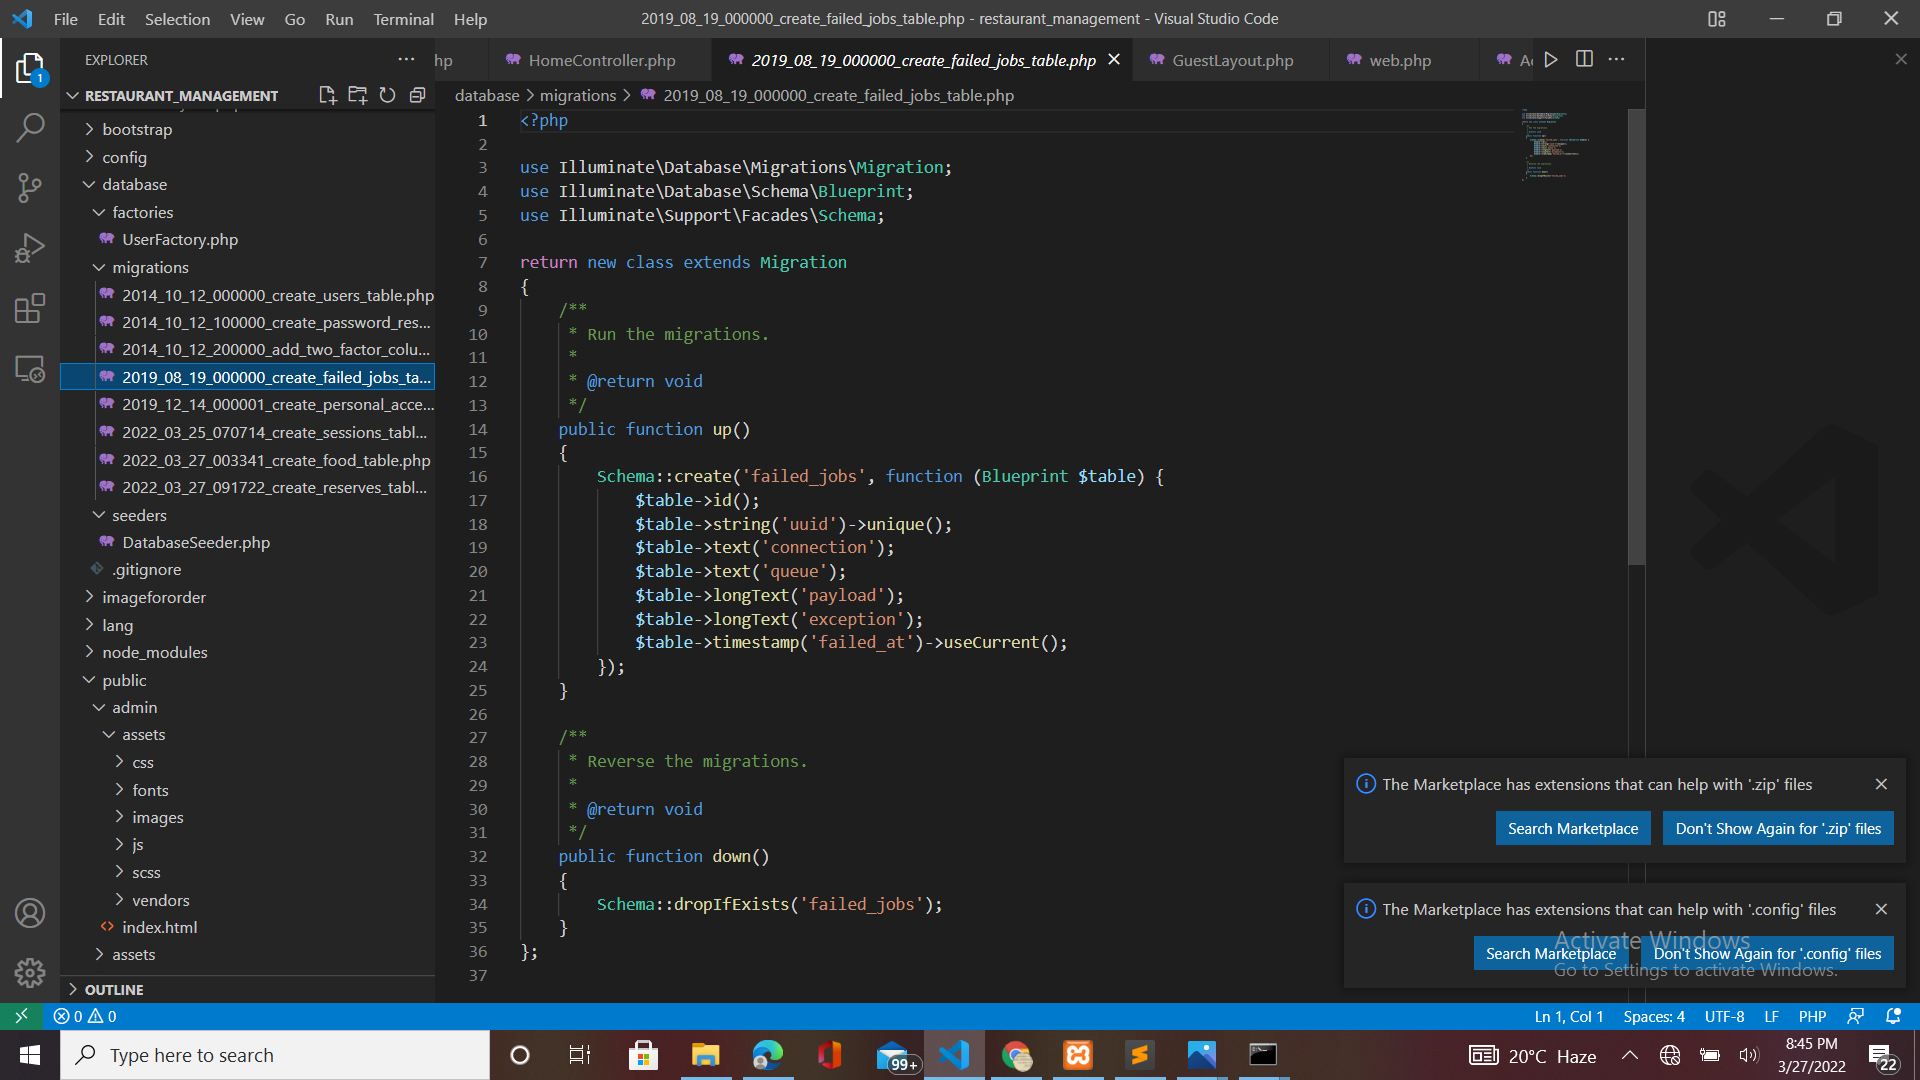 File Edit Selection View Go Run Terminal Help
2019_08_19_000000_create_failed_jobs_table.php - restaurant_management - Visual Studio Code
EXPLORER
hp HomeController.php 2019_08_19_000000_create_failed_jobs_table.php GuestLayout.php web.php
RESTAURANT_MANAGEMENT
database > migrations > 2019_08_19_000000_create_failed_jobs_table.php
1
bootstrap
config
database
factories
UserFactory.php
migrations
2014_10_12_000000_create_users_table.php
2014_10_12_100000_create_password_res...
2014_10_12_200000_add_two_factor_colu...
2019_08_19_000000_create_failed_jobs_ta...
2019_12_14_000001_create_personal_acce...
2022_03_25_070714_create_sessions_tabl...
2022_03_27_003341_create_food_table.php
2022_03_27_091722_create_reserves_tabl...
seeders
DatabaseSeeder.php
.gitignore
imagefororder
lang
node_modules
public
admin
assets
css
fonts
images
js
scss
vendors
index.html
assets
OUTLINE
1 <?php
2
3 use Illuminate\Database\Migrations\Migration;
4 use Illuminate\Database\Schema\Blueprint;
5 use Illuminate\Support\Facades\Schema;
6
7 return new class extends Migration
8 {
9 /**
10 * Run the migrations.
11 *
12 * @return void
13 */
14 public function up()
15 {
16 Schema::create('failed_jobs', function (Blueprint $table) {
17 $table->id();
18 $table->string('uuid')->unique();
19 $table->text('connection');
20 $table->text('queue');
21 $table->longText('payload');
22 $table->longText('exception');
23 $table->timestamp('failed_at')->useCurrent();
24 });
25 }
26
27 /**
28 * Reverse the migrations.
29 *
30 * @return void
31 */
32 public function down()
33 {
34 Schema::dropIfExists('failed_jobs');
35 }
36 };
37
The Marketplace has extensions that can help with '.zip' files
Search Marketplace Don't Show Again for '.zip' files
The Marketplace has extensions that can help with '.config' files
Search Marketplace Don't Show Again for '.config' files
Activate Windows
Go to Settings to activate Windows.
0 0 Ln 1, Col 1 Spaces: 4 UTF-8 LF PHP
Type here to search
99+
20°C Haze
8:45 PM
3/27/2022
22